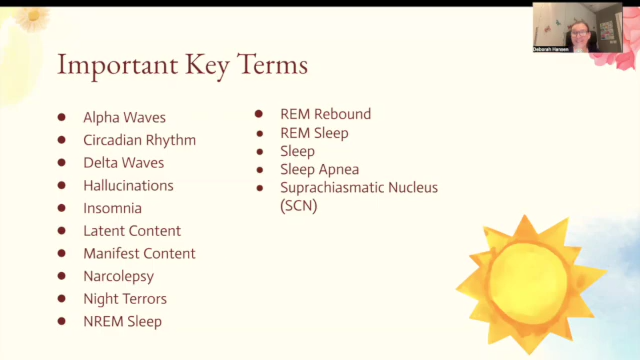 Important Key Terms
Alpha Waves
Circadian Rhythm
Delta Waves
Hallucinations
Insomnia
Latent Content
Manifest Content
Narcolepsy
Night Terrors
NREM Sleep
REM Rebound
REM Sleep
Sleep
Sleep Apnea
Suprachiasmatic Nucleus
(SCN)
Deborah Hansen